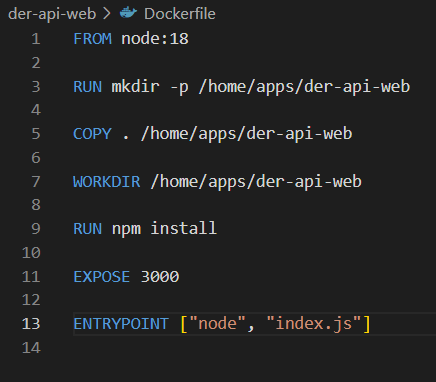 der-api-web > Dockerfile
1 FROM node:18
2
3 RUN mkdir -p /home/apps/der-api-web
4
5 COPY . /home/apps/der-api-web
6
7 WORKDIR /home/apps/der-api-web
8
9 RUN npm install
10
11 EXPOSE 3000
12
13 ENTRYPOINT ["node", "index.js"]
14